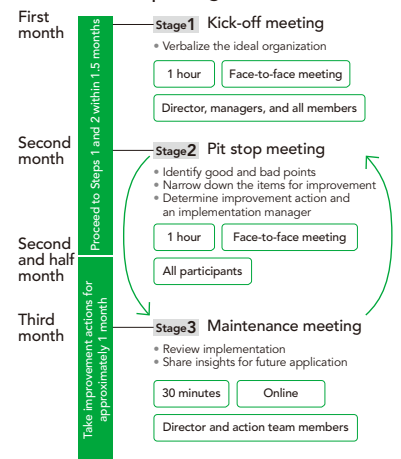 First
month
Stage1 Kick-off meeting
• Verbalize the ideal organization
1 hour
Face-to-face meeting
Director, managers, and all members
Proceed to Steps 1 and 2 within 1.5 months
Second
month
Stage2 Pit stop meeting
• Identify good and bad points
• Narrow down the items for improvement
• Determine improvement action and
an implementation manager
1 hour
Face-to-face meeting
All participants
Second
and half
month
Third
month
Stage3 Maintenance meeting
• Review implementation
• Share insights for future application
30 minutes
Online
Director and action team members
Take improvement actions for
approximately 1 month